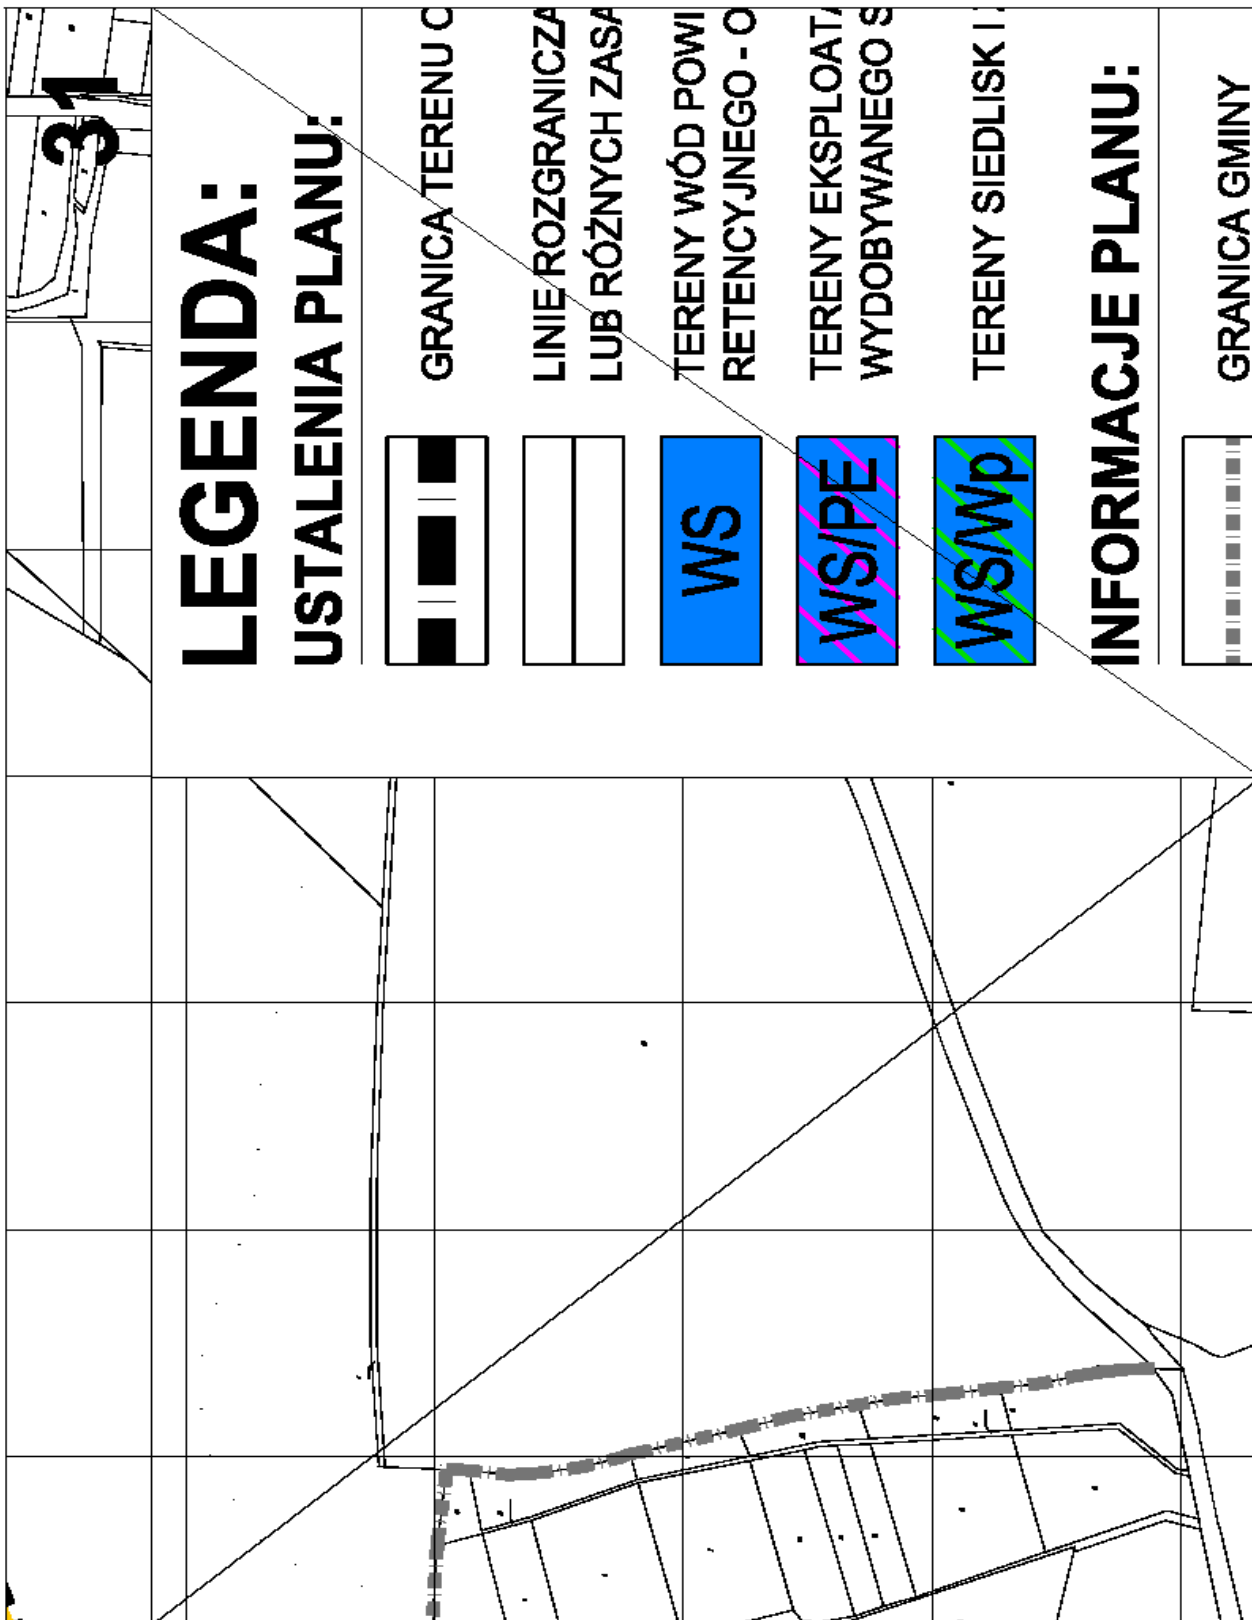 31
LEGENDA:
USTALENIA PLANU:
GRANICA TERENU
LINIE ROZGRANICZA
LUB RÓŻNYCH ZASA
WS
TERENY WÓD POWI
RETENCYJNEGO - O
WS/PE
TERENY EKSPLOAT
WYDOBYWANEGO S
WS/Wp
TERENY SIEDLISK I
INFORMACJE PLANU:
GRANICA GMINY